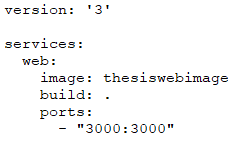 version: '3'

services:
  web:
    image: thesiswebimage
    build: .
    ports:
      - "3000:3000"